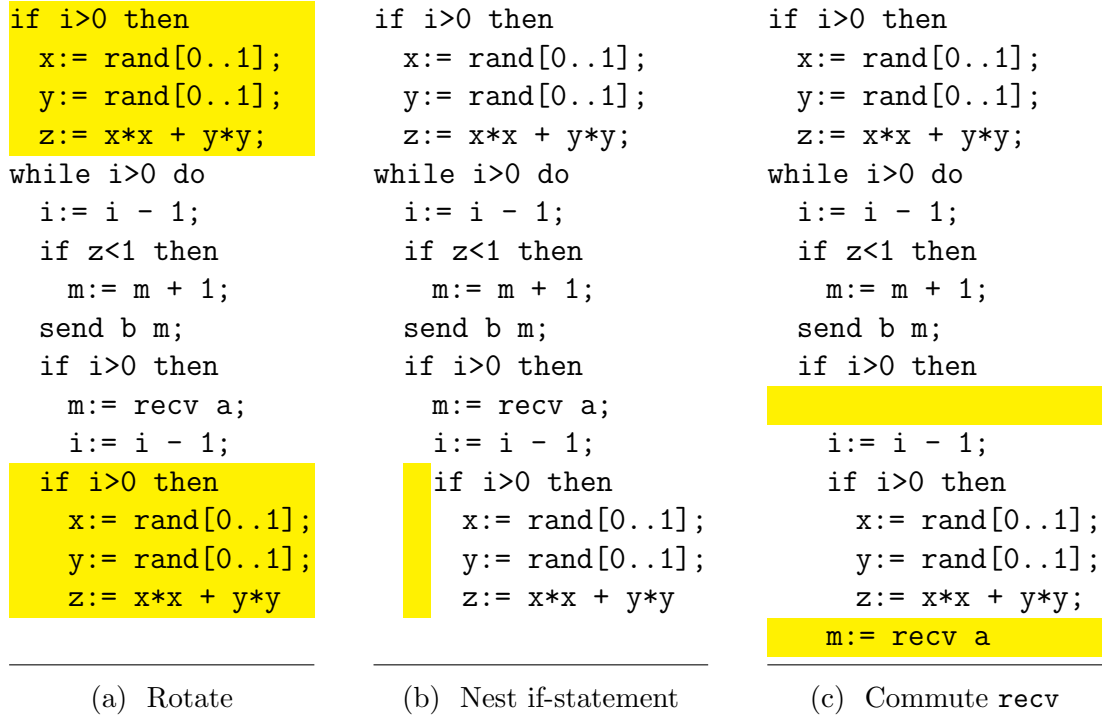 if i>0 then
  x:= rand[0..1];
  y:= rand[0..1];
  z:= x*x + y*y;
while i>0 do
  i:= i - 1;
  if z<1 then
    m:= m + 1;
  send b m;
  if i>0 then
    m:= recv a;
    i:= i - 1;
  if i>0 then
    x:= rand[0..1];
    y:= rand[0..1];
    z:= x*x + y*y
(a) Rotate
if i>0 then
  x:= rand[0..1];
  y:= rand[0..1];
  z:= x*x + y*y;
while i>0 do
  i:= i - 1;
  if z<1 then
    m:= m + 1;
  send b m;
  if i>0 then
    m:= recv a;
    i:= i - 1;
    if i>0 then
      x:= rand[0..1];
      y:= rand[0..1];
      z:= x*x + y*y
(b) Nest if-statement
if i>0 then
  x:= rand[0..1];
  y:= rand[0..1];
  z:= x*x + y*y;
while i>0 do
  i:= i - 1;
  if z<1 then
    m:= m + 1;
  send b m;
  if i>0 then
    i:= i - 1;
    if i>0 then
      x:= rand[0..1];
      y:= rand[0..1];
      z:= x*x + y*y;
    m:= recv a
(c) Commute recv